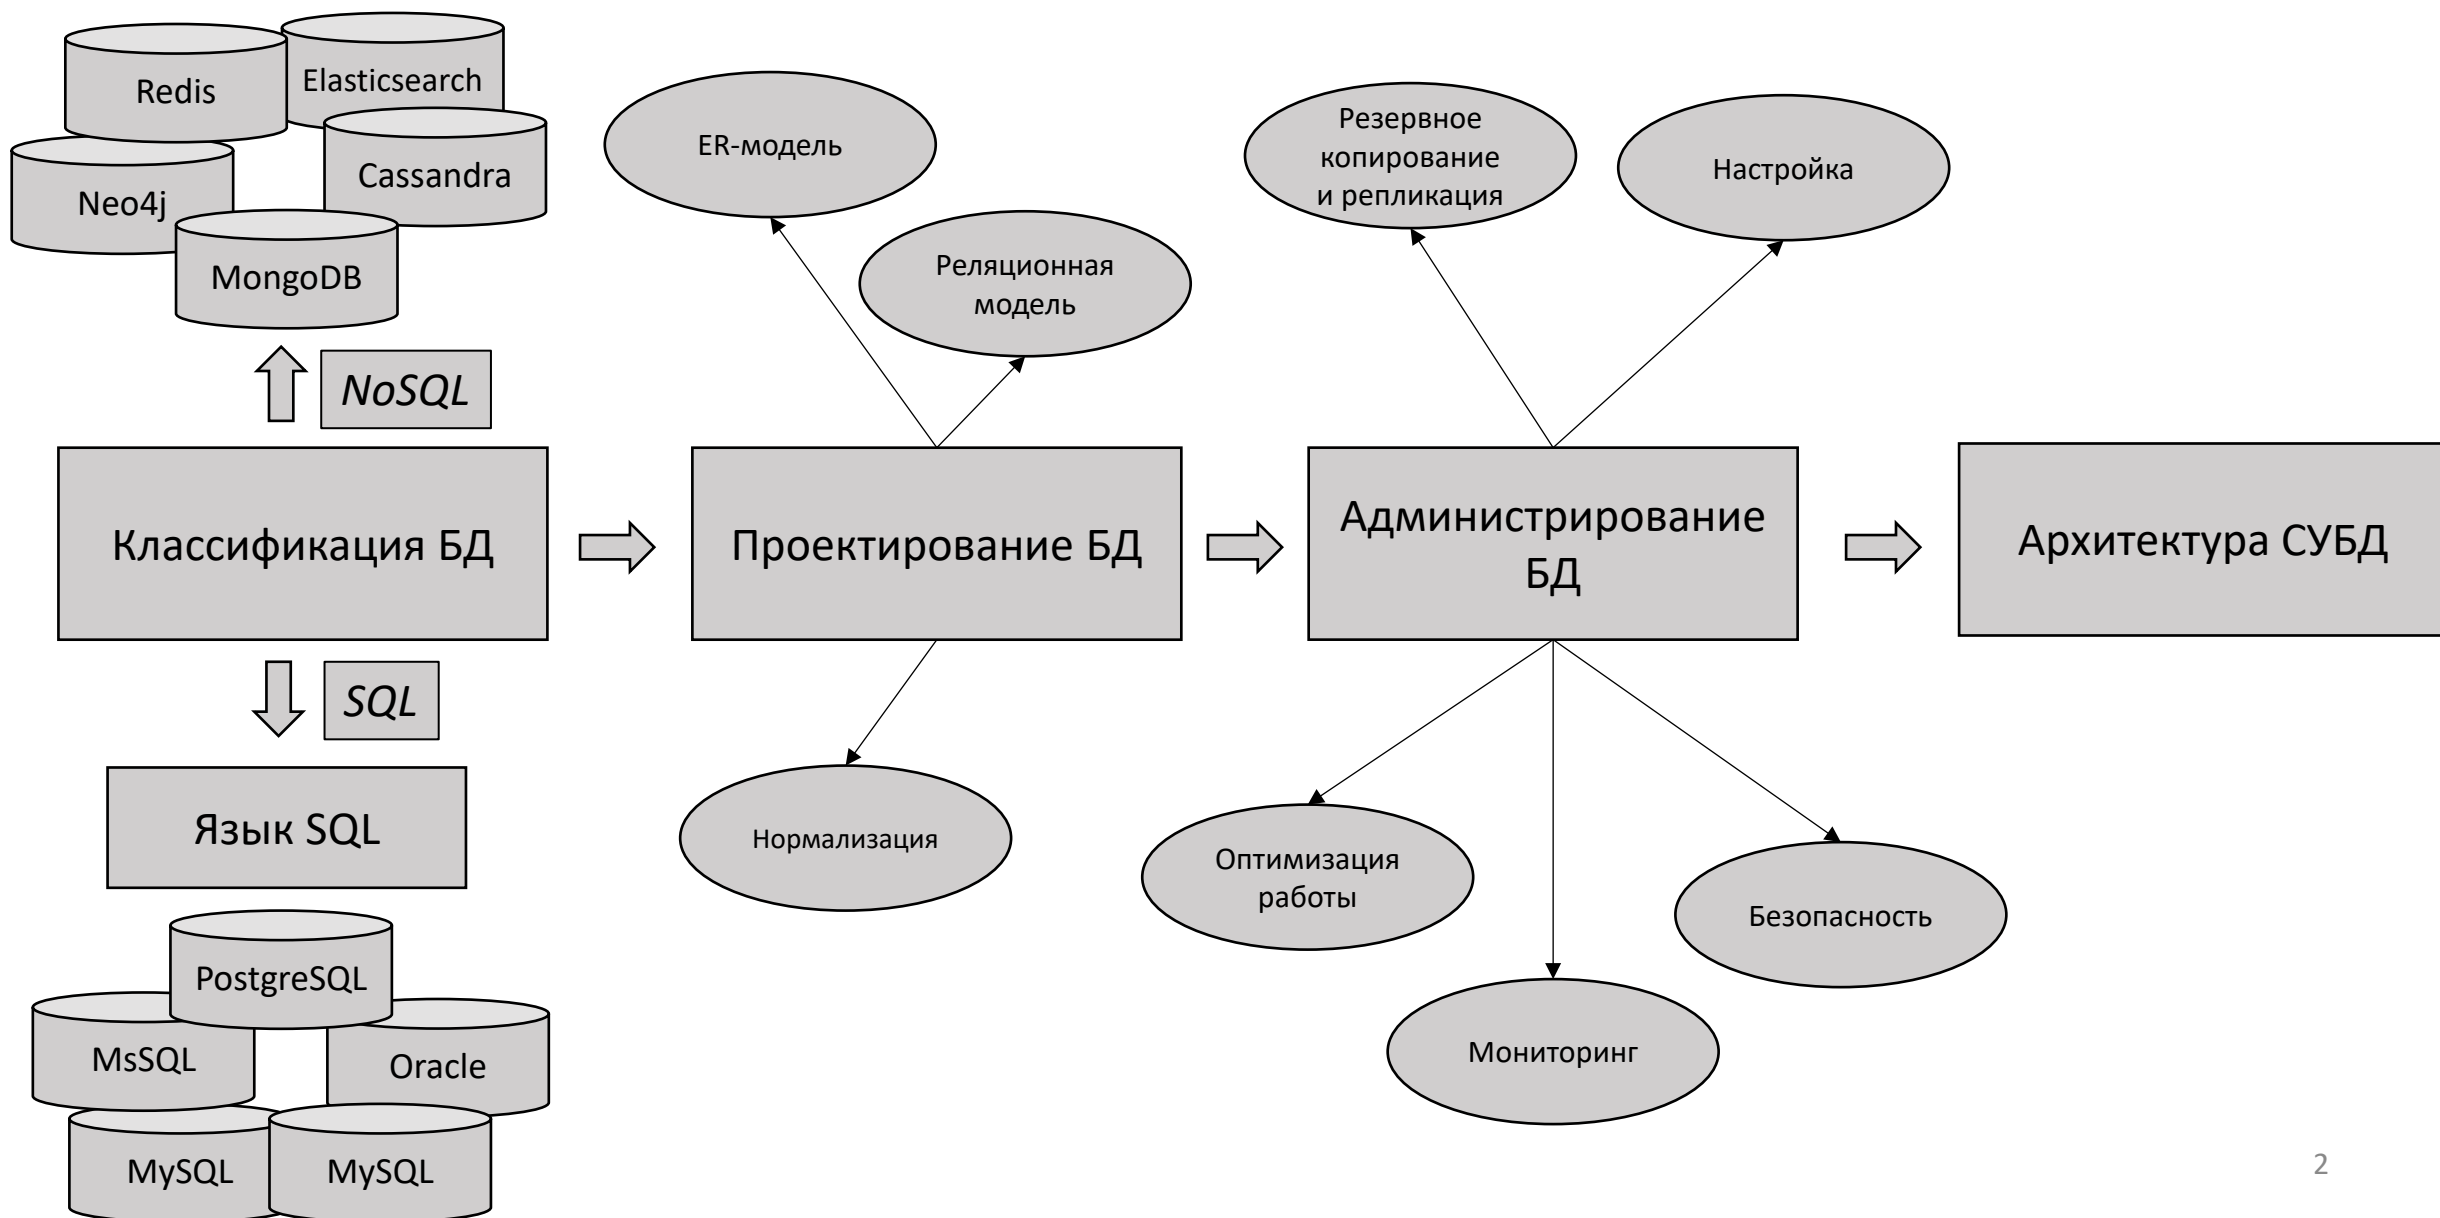 Redis
Elasticsearch
Neo4j
Cassandra
MongoDB
NoSQL
ER-модель
Реляционная
модель
Резервное
копирование
и репликация
Настройка
Классификация БД
Проектирование БД
Администрирование
БД
Архитектура СУБД
SQL
Язык SQL
Нормализация
Оптимизация
работы
Мониторинг
Безопасность
PostgreSQL
MsSQL
Oracle
MySQL
MySQL
2